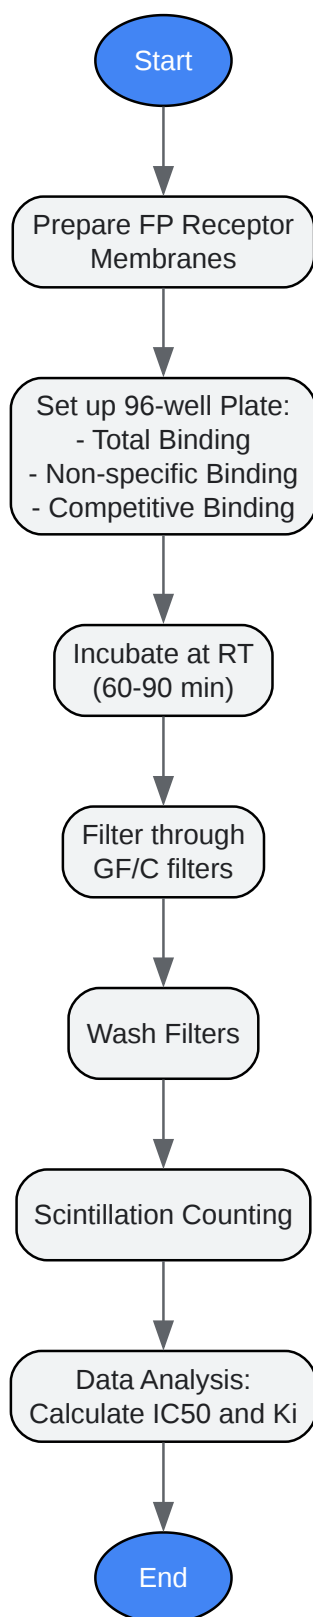 Start
Prepare FP Receptor
Membranes
Set up 96-well Plate:
- Total Binding
- Non-specific Binding
- Competitive Binding
Incubate at RT
(60-90 min)
Filter through
GF/C filters
Wash Filters
Scintillation Counting
Data Analysis:
Calculate IC50 and Ki
End